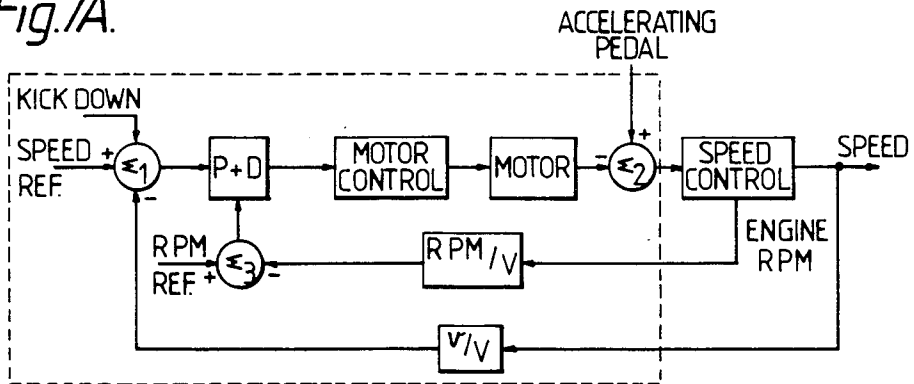 Fig.1A.
ACCELERATING
PEDAL
KICK DOWN
SPEED +
REF.
Σ1
-
P+D
MOTOR
CONTROL
MOTOR
-
+
Σ2
SPEED
CONTROL
SPEED
RPM
REF. +
Σ3
-
RPM/V
ENGINE
RPM
v/V